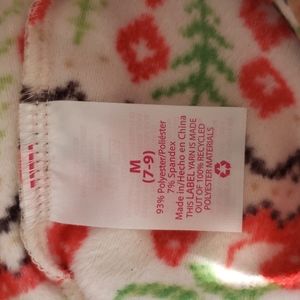 M
(7-9)
93% Polyester/Poliéster
7% Spandex
Made in/Hecho en China
THIS LABEL YARN IS MADE
OUT OF 100% RECYCLED
POLYESTER MATERIALS